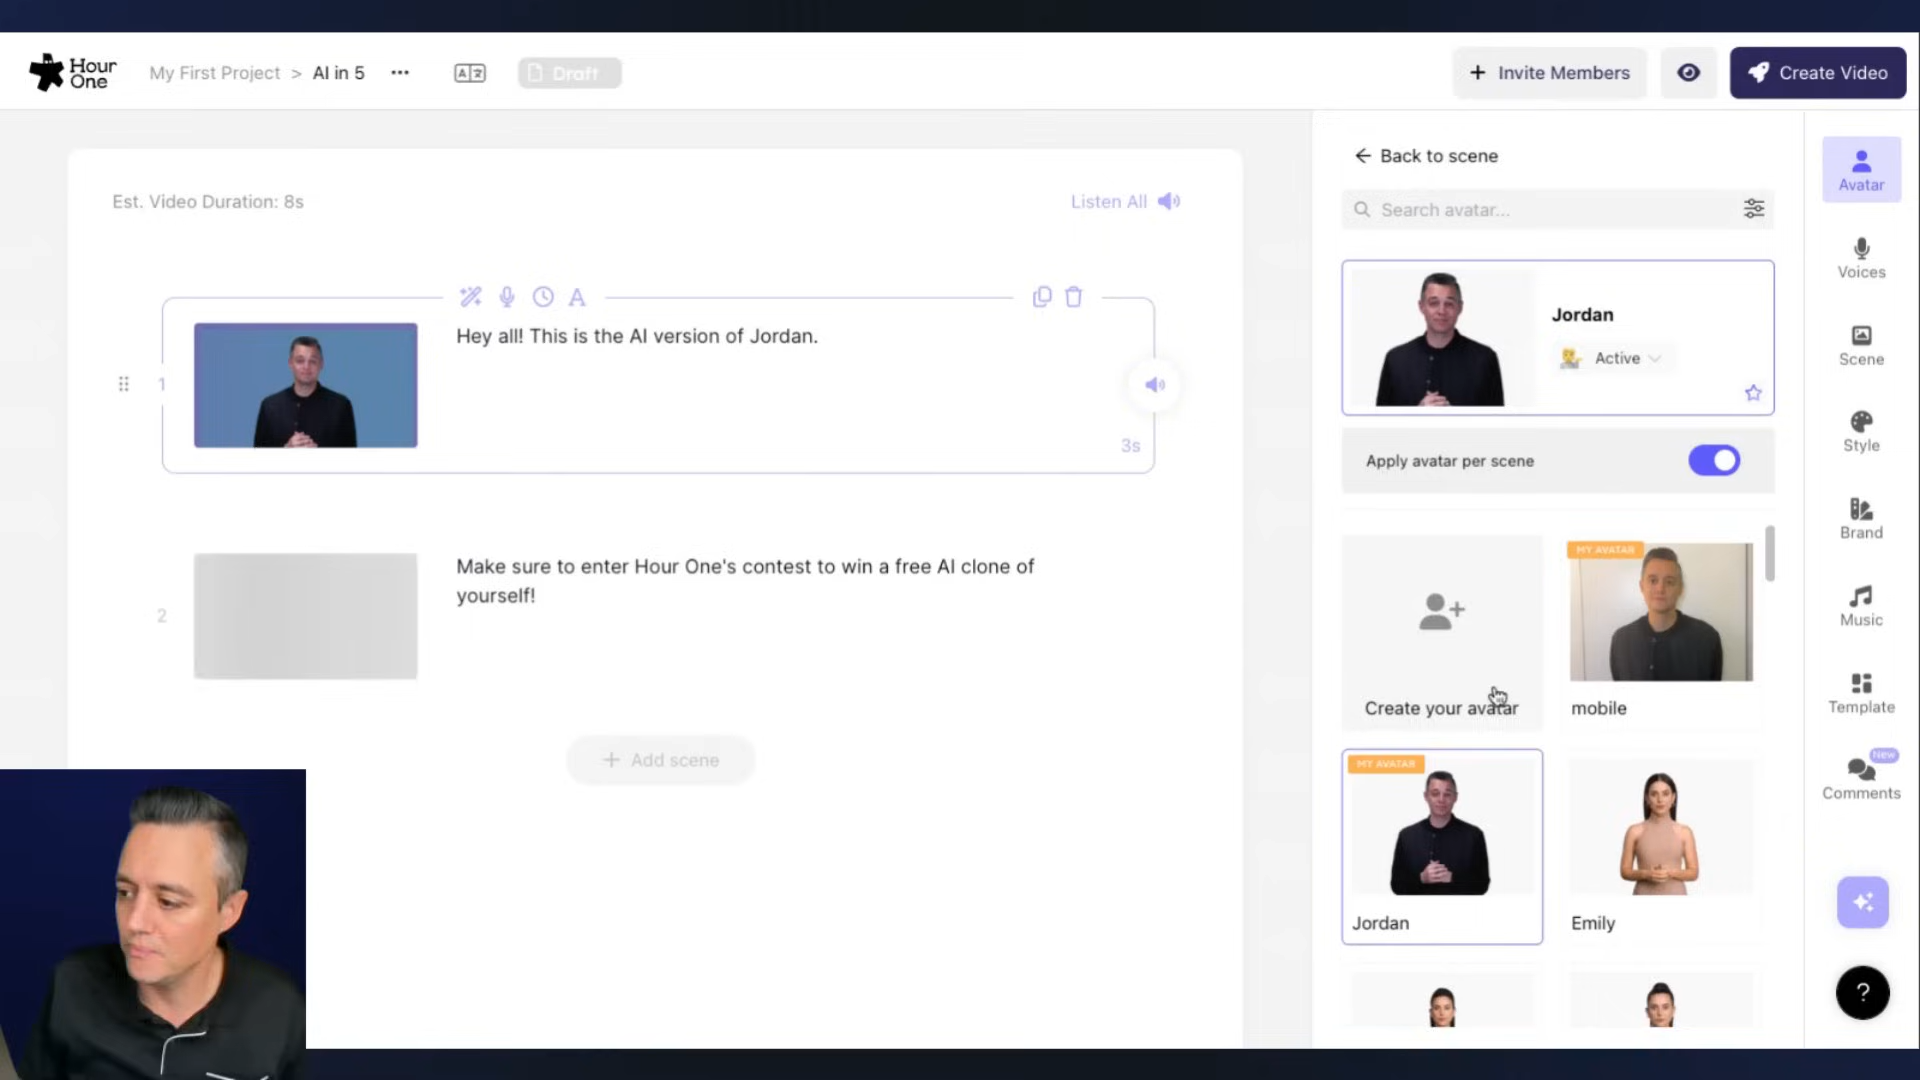 Hour One
My First Project > AI in 5 ...
Draft
+ Invite Members
Create Video
Est. Video Duration: 8s
Listen All
1
Hey all! This is the AI version of Jordan.
3s
2
Make sure to enter Hour One's contest to win a free AI clone of
yourself!
+ Add scene
← Back to scene
Search avatar...
Jordan
Active
Apply avatar per scene
MY AVATAR
Create your avatar
mobile
MY AVATAR
Jordan
Emily
Avatar
Voices
Scene
Style
Brand
Music
Template
New
Comments
?